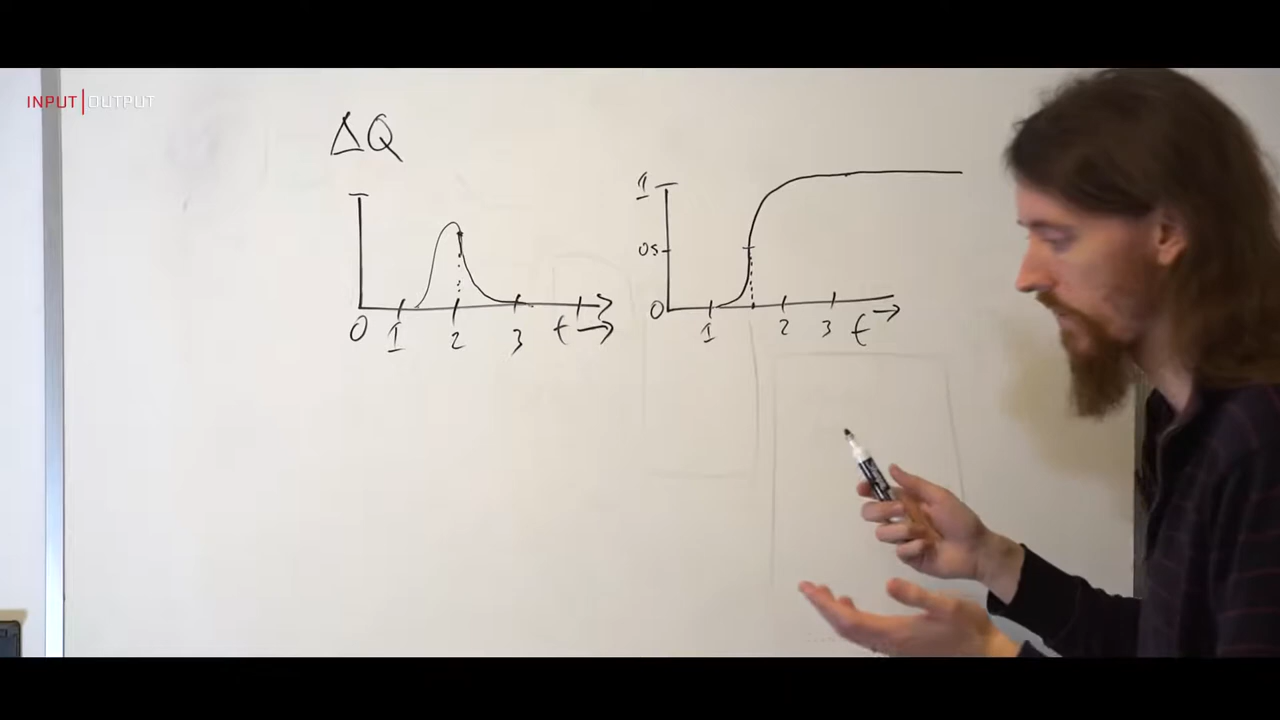 INPUT|OUTPUT
ΔQ
0 1 2 3 t →
1
0.5
0 1 2 3 t →